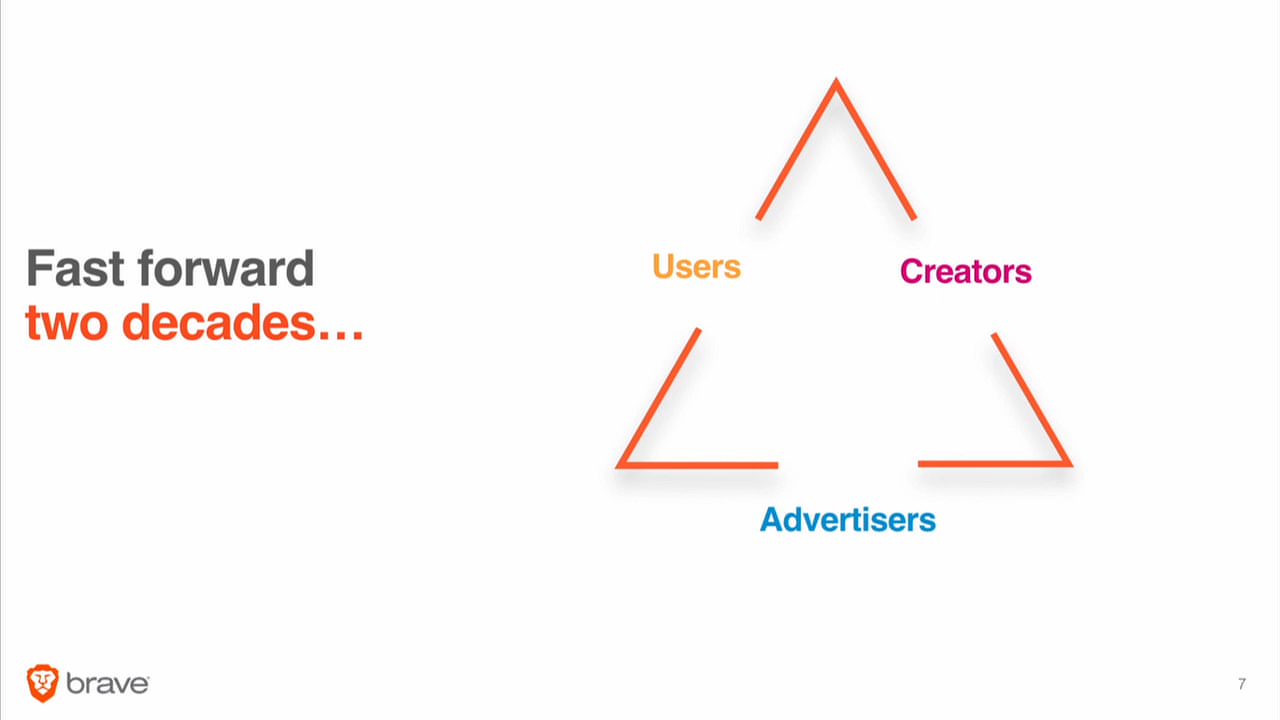 Fast forward
two decades…
Users
Creators
Advertisers
brave
7